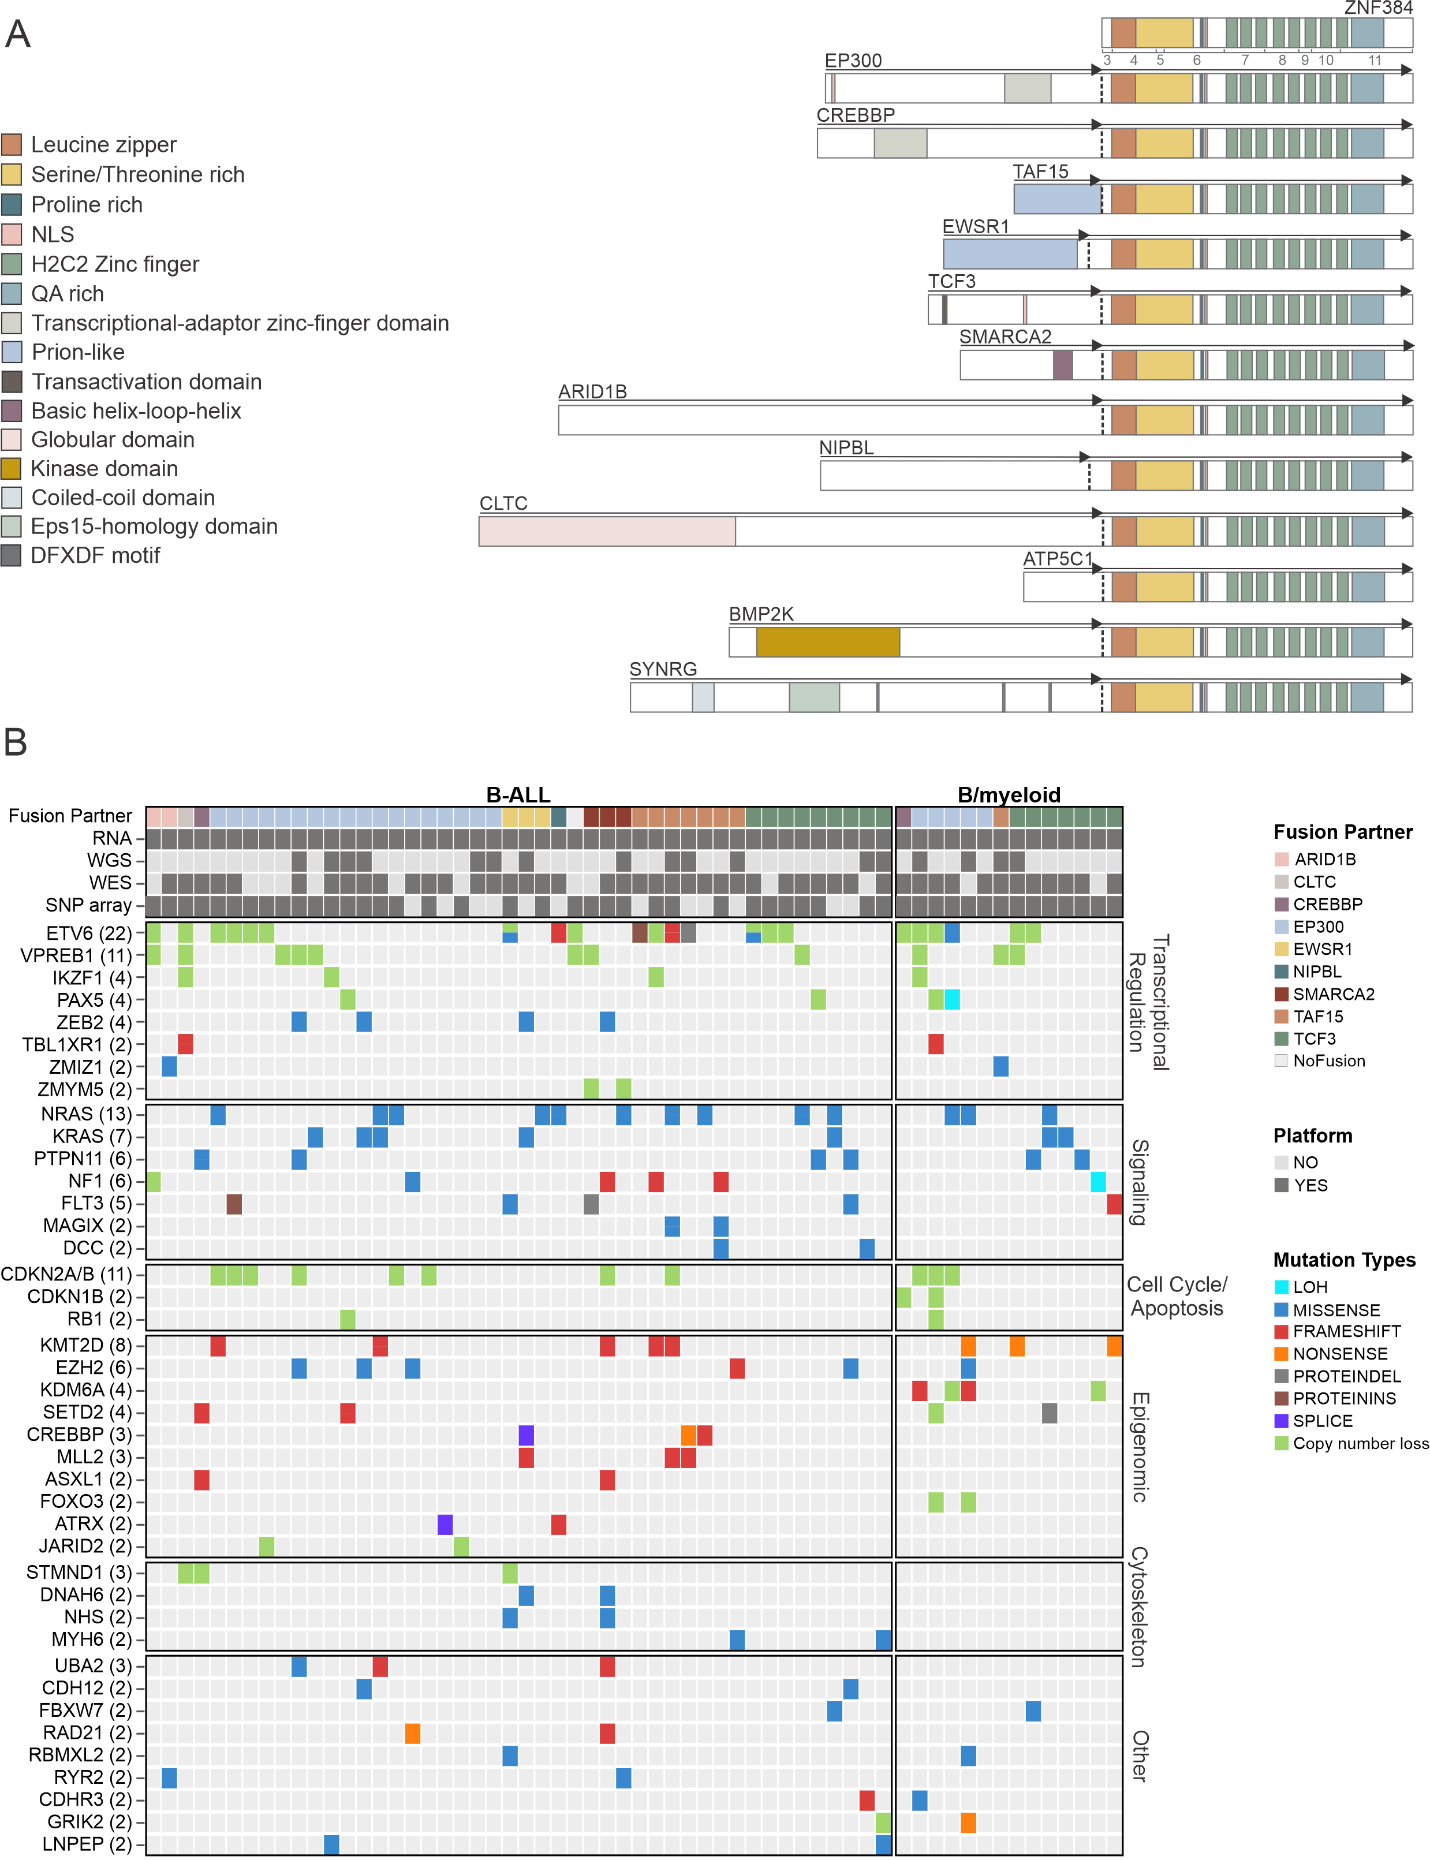 A
ZNF384
3 4 5 6 7 8 9 10 11
EP300
CREBBP
TAF15
EWSR1
TCF3
SMARCA2
ARID1B
NIPBL
CLTC
ATP5C1
BMP2K
SYNRG
Leucine zipper
Serine/Threonine rich
Proline rich
NLS
H2C2 Zinc finger
QA rich
Transcriptional-adaptor zinc-finger domain
Prion-like
Transactivation domain
Basic helix-loop-helix
Globular domain
Kinase domain
Coiled-coil domain
Eps15-homology domain
DFXDF motif
B
B-ALL
B/myeloid
Fusion Partner
RNA
WGS
WES
SNP array
ETV6 (22)
VPREB1 (11)
IKZF1 (4)
PAX5 (4)
ZEB2 (4)
TBL1XR1 (2)
ZMIZ1 (2)
ZMYM5 (2)
Transcriptional
Regulation
NRAS (13)
KRAS (7)
PTPN11 (6)
NF1 (6)
FLT3 (5)
MAGIX (2)
DCC (2)
Signaling
CDKN2A/B (11)
CDKN1B (2)
RB1 (2)
Cell Cycle/
Apoptosis
KMT2D (8)
EZH2 (6)
KDM6A (4)
SETD2 (4)
CREBBP (3)
MLL2 (3)
ASXL1 (2)
FOXO3 (2)
ATRX (2)
JARID2 (2)
Epigenomic
STMND1 (3)
DNAH6 (2)
NHS (2)
MYH6 (2)
Cytoskeleton
UBA2 (3)
CDH12 (2)
FBXW7 (2)
RAD21 (2)
RBMXL2 (2)
RYR2 (2)
CDHR3 (2)
GRIK2 (2)
LNPEP (2)
Other
Fusion Partner
ARID1B
CLTC
CREBBP
EP300
EWSR1
NIPBL
SMARCA2
TAF15
TCF3
NoFusion
Platform
NO
YES
Mutation Types
LOH
MISSENSE
FRAMESHIFT
NONSENSE
PROTEINDEL
PROTEININS
SPLICE
Copy number loss